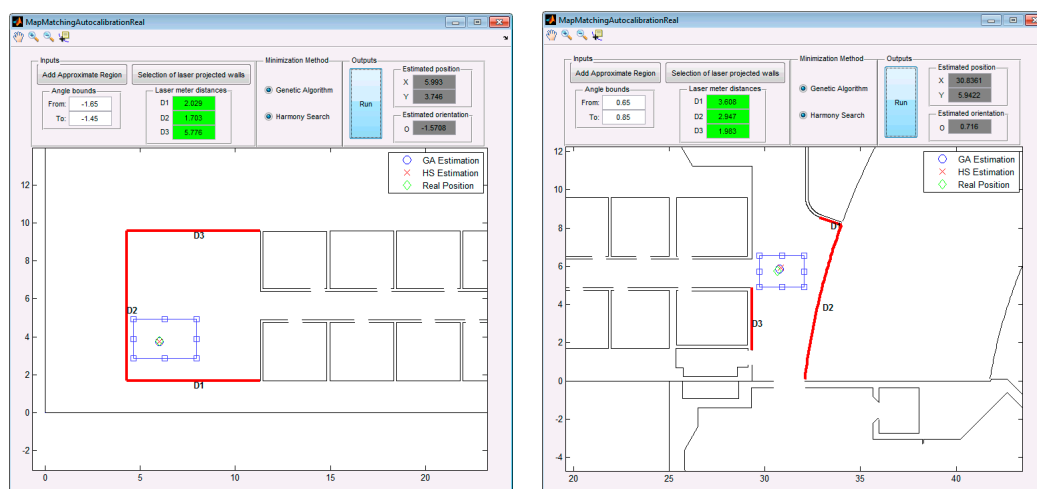 MapMatchingAutocalibrationReal
Inputs
Add Approximate Region
Selection of laser projected walls
Angle bounds
From: -1.65
To: -1.45
Laser meter distances
D1 2.029
D2 1.703
D3 5.776
Minimization Method
Genetic Algorithm
Harmony Search
Outputs
Run
Estimated position
X 5.993
Y 3.746
Estimated orientation
O -1.5708
GA Estimation
HS Estimation
Real Position
12
10
8
6
4
2
0
-2
0 5 10 15 20
D3
D2
D1
MapMatchingAutocalibrationReal
Inputs
Add Approximate Region
Selection of laser projected walls
Angle bounds
From: 0.65
To: 0.85
Laser meter distances
D1 3.608
D2 2.947
D3 1.983
Minimization Method
Genetic Algorithm
Harmony Search
Outputs
Run
Estimated position
X 30.8361
Y 5.9422
Estimated orientation
O 0.716
GA Estimation
HS Estimation
Real Position
12
10
8
6
4
2
0
-2
-4
20 25 30 35 40
D1
D2
D3